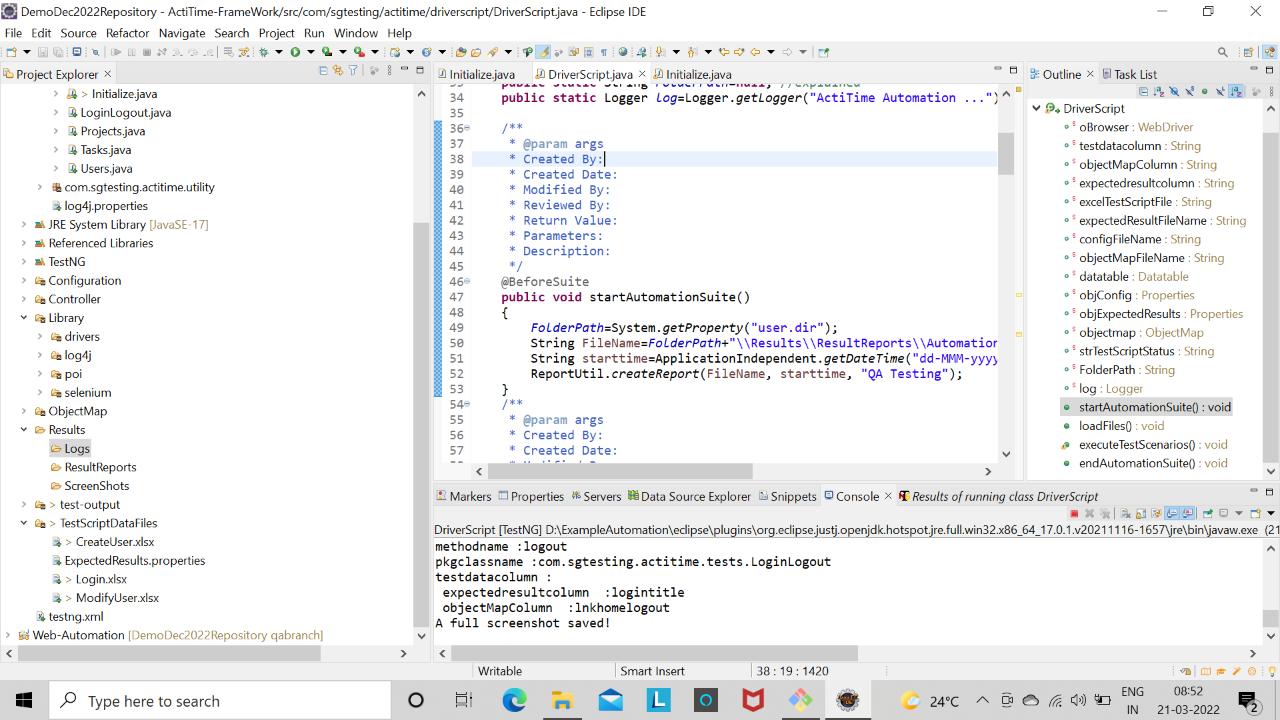 DemoDec2022Repository - ActiTime-FrameWork/src/com/sgtesting/actitime/driverscript/DriverScript.java - Eclipse IDE
File Edit Source Refactor Navigate Search Project Run Window Help
Project Explorer
> Initialize.java
LoginLogout.java
Projects.java
Tasks.java
Users.java
com.sgtesting.actitime.utility
log4j.properties
JRE System Library [JavaSE-17]
Referenced Libraries
TestNG
Configuration
Controller
Library
drivers
log4j
poi
selenium
ObjectMap
Results
Logs
ResultReports
ScreenShots
> test-output
> TestScriptDataFiles
> CreateUser.xlsx
ExpectedResults.properties
> Login.xlsx
> ModifyUser.xlsx
testng.xml
Web-Automation [DemoDec2022Repository qabranch]
Initialize.java DriverScript.java Initialize.java
34 public static Logger log=Logger.getLogger("ActiTime Automation ...")
35
36 /**
37 * @param args
38 * Created By:
39 * Created Date:
40 * Modified By:
41 * Reviewed By:
42 * Return Value:
43 * Parameters:
44 * Description:
45 */
46 @BeforeSuite
47 public void startAutomationSuite()
48 {
49 FolderPath=System.getProperty("user.dir");
50 String FileName=FolderPath+"\\Results\\ResultReports\\Automation
51 String starttime=ApplicationIndependent.getDateTime("dd-MMM-yyyy
52 ReportUtil.createReport(FileName, starttime, "QA Testing");
53 }
54 /**
55 * @param args
56 * Created By:
57 * Created Date:
Outline Task List
DriverScript
oBrowser : WebDriver
testdatacolumn : String
objectMapColumn : String
expectedresultcolumn : String
excelTestScriptFile : String
expectedResultFileName : String
configFileName : String
objectMapFileName : String
datatable : Datatable
objConfig : Properties
objExpectedResults : Properties
objectmap : ObjectMap
strTestScriptStatus : String
FolderPath : String
log : Logger
startAutomationSuite() : void
loadFiles() : void
executeTestScenarios() : void
endAutomationSuite() : void
Markers Properties Servers Data Source Explorer Snippets Console Results of running class DriverScript
DriverScript [TestNG] D:\ExampleAutomation\eclipse\plugins\org.eclipse.justj.openjdk.hotspot.jre.full.win32.x86_64_17.0.1.v20211116-1657\jre\bin\javaw.exe (21
methodname :logout
pkgclassname :com.sgtesting.actitime.tests.LoginLogout
testdatacolumn :
expectedresultcolumn :logintitle
objectMapColumn :lnkhomelogout
A full screenshot saved!
Writable Smart Insert 38 : 19 : 1420
Type here to search
24°C
ENG
IN
08:52
21-03-2022
2